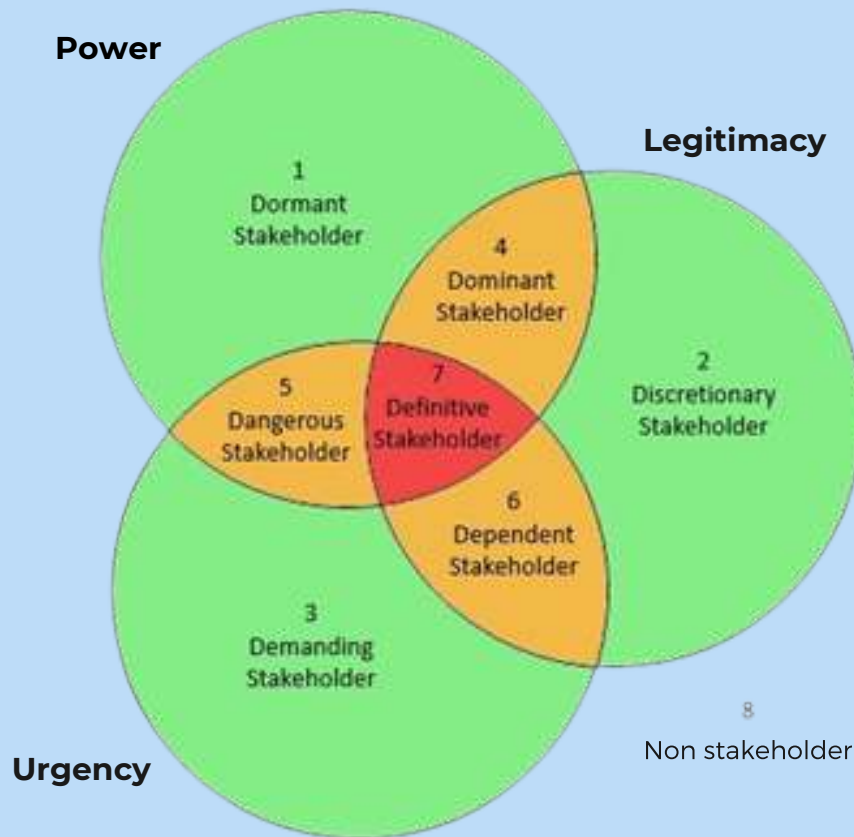 Power
Legitimacy
1
Dormant
Stakeholder
4
Dominant
Stakeholder
2
Discretionary
Stakeholder
5
Dangerous
Stakeholder
7
Definitive
Stakeholder
6
Dependent
Stakeholder
3
Demanding
Stakeholder
8
Non stakeholder
Urgency